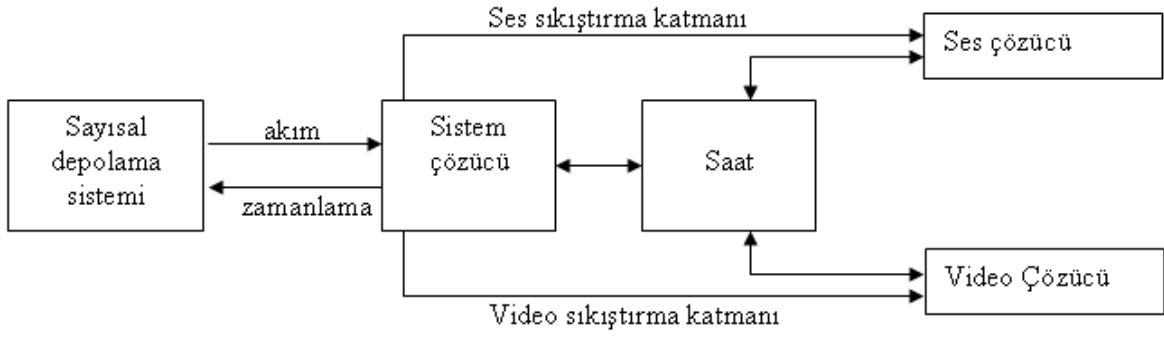 Ses sıkıştırma katmanı
Ses çözücü
Sayısal
depolama
sistemi
akım
zamanlama
Sistem
çözücü
Saat
Video Çözücü
Video sıkıştırma katmanı